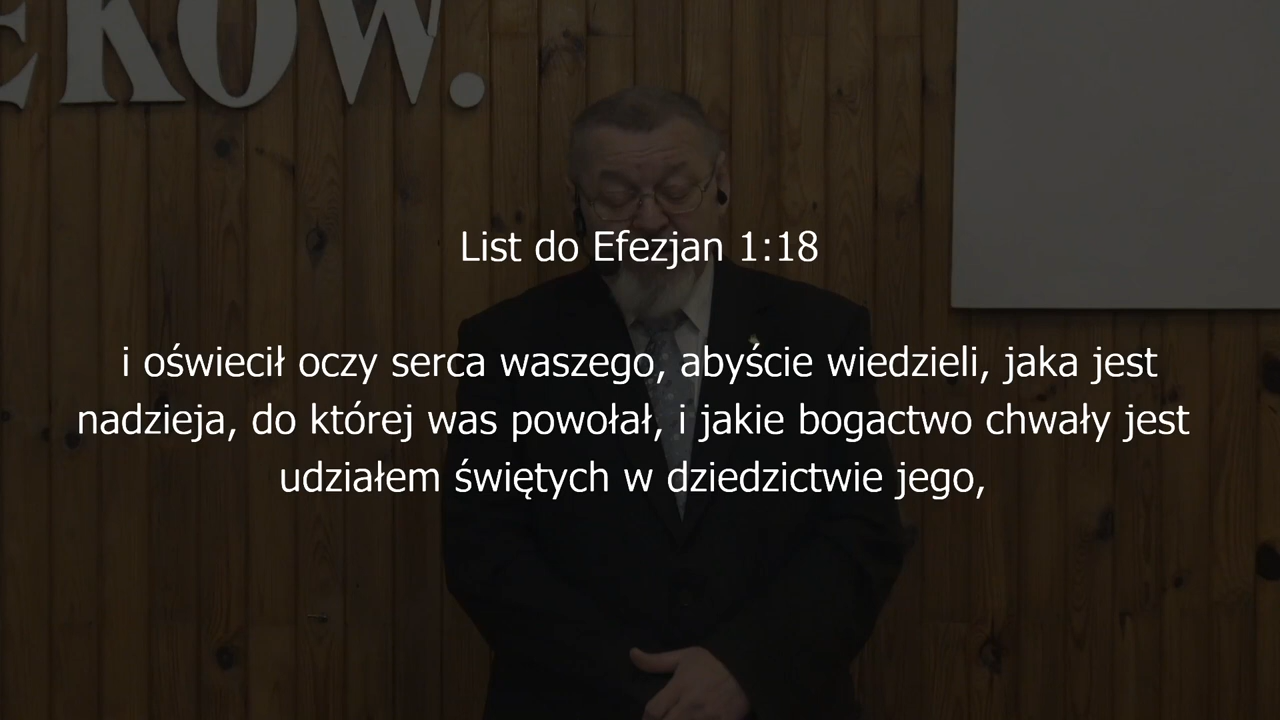 EKÓW.
List do Efezjan 1:18
i oświecił oczy serca waszego, abyście wiedzieli, jaka jest
nadzieja, do której was powołał, i jakie bogactwo chwały jest
udziałem świętych w dziedzictwie jego,